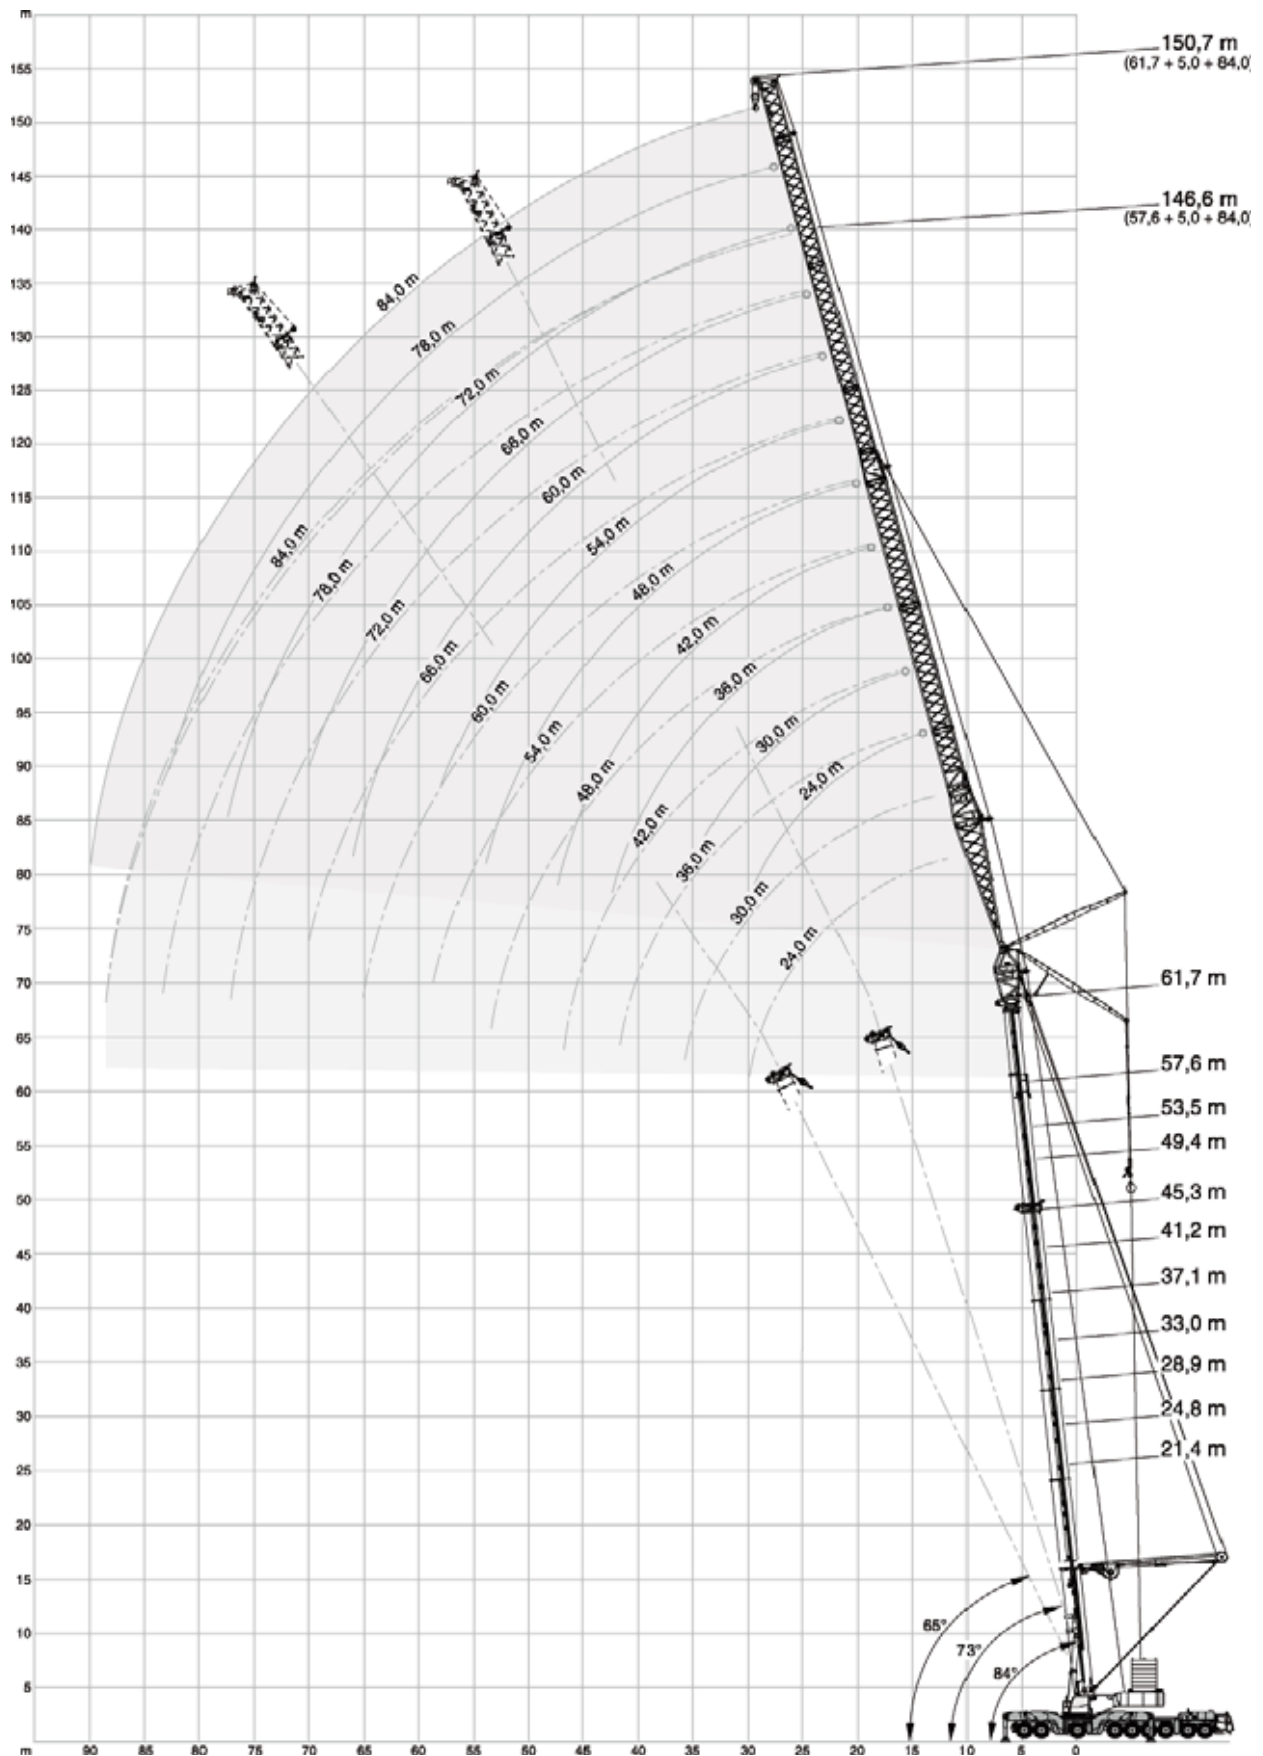 m
150,7 m
(61,7 + 5,0 + 84,0)
155
150
145
146,6 m
(57,6 + 5,0 + 84,0)
140
135
84,0 m
130
78,0 m
125
72,0 m
120
66,0 m
115
60,0 m
110
84,0 m
54,0 m
78,0 m
48,0 m
105
72,0 m
42,0 m
100
66,0 m
36,0 m
95
60,0 m
30,0 m
54,0 m
90
48,0 m
24,0 m
85
42,0 m
80
36,0 m
30,0 m
75
24,0 m
70
61,7 m
65
57,6 m
60
53,5 m
55
49,4 m
50
45,3 m
45
41,2 m
40
37,1 m
33,0 m
35
28,9 m
30
24,8 m
25
21,4 m
20
15
65°
10
73°
84°
5
m 90 85 80 75 70 65 60 55 50 45 40 35 30 25 20 15 10 5 0